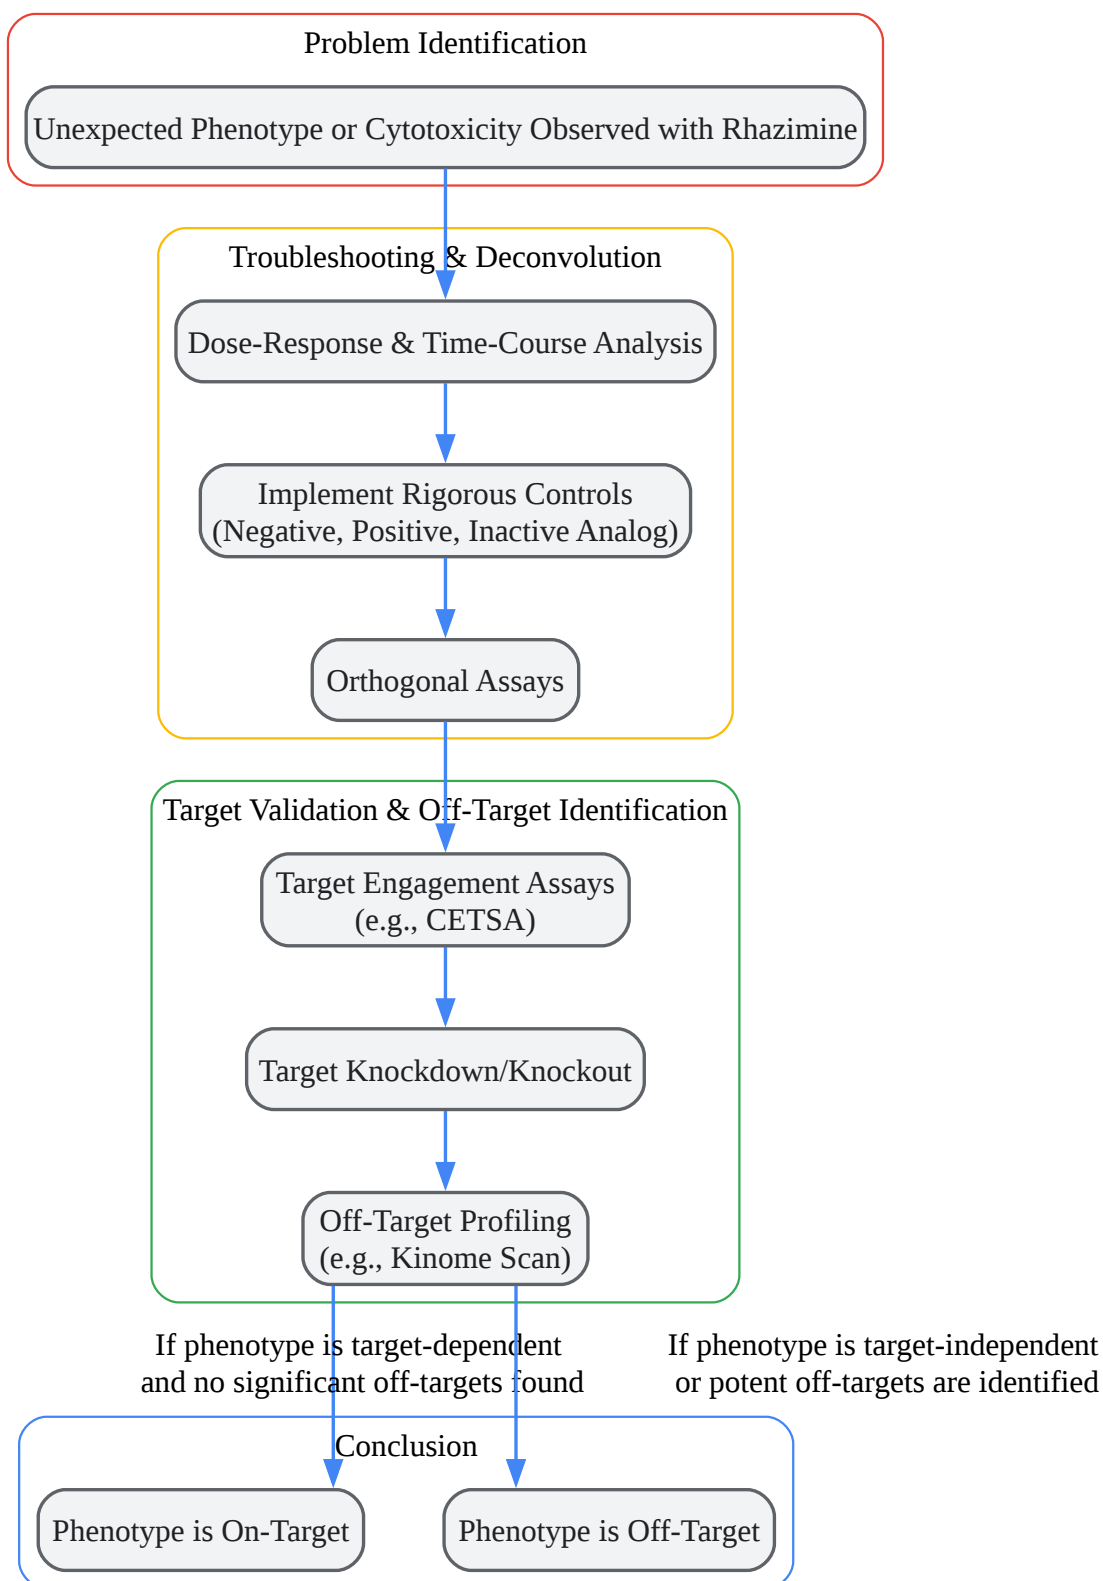 Problem Identification
Unexpected Phenotype or Cytotoxicity Observed with Rhazimine
Troubleshooting & Deconvolution
Dose-Response & Time-Course Analysis
Implement Rigorous Controls
(Negative, Positive, Inactive Analog)
Orthogonal Assays
Target Validation & Off-Target Identification
Target Engagement Assays
(e.g., CETSA)
Target Knockdown/Knockout
Off-Target Profiling
(e.g., Kinome Scan)
If phenotype is target-dependent
and no significant off-targets found
If phenotype is target-independent
or potent off-targets are identified
Conclusion
Phenotype is On-Target
Phenotype is Off-Target